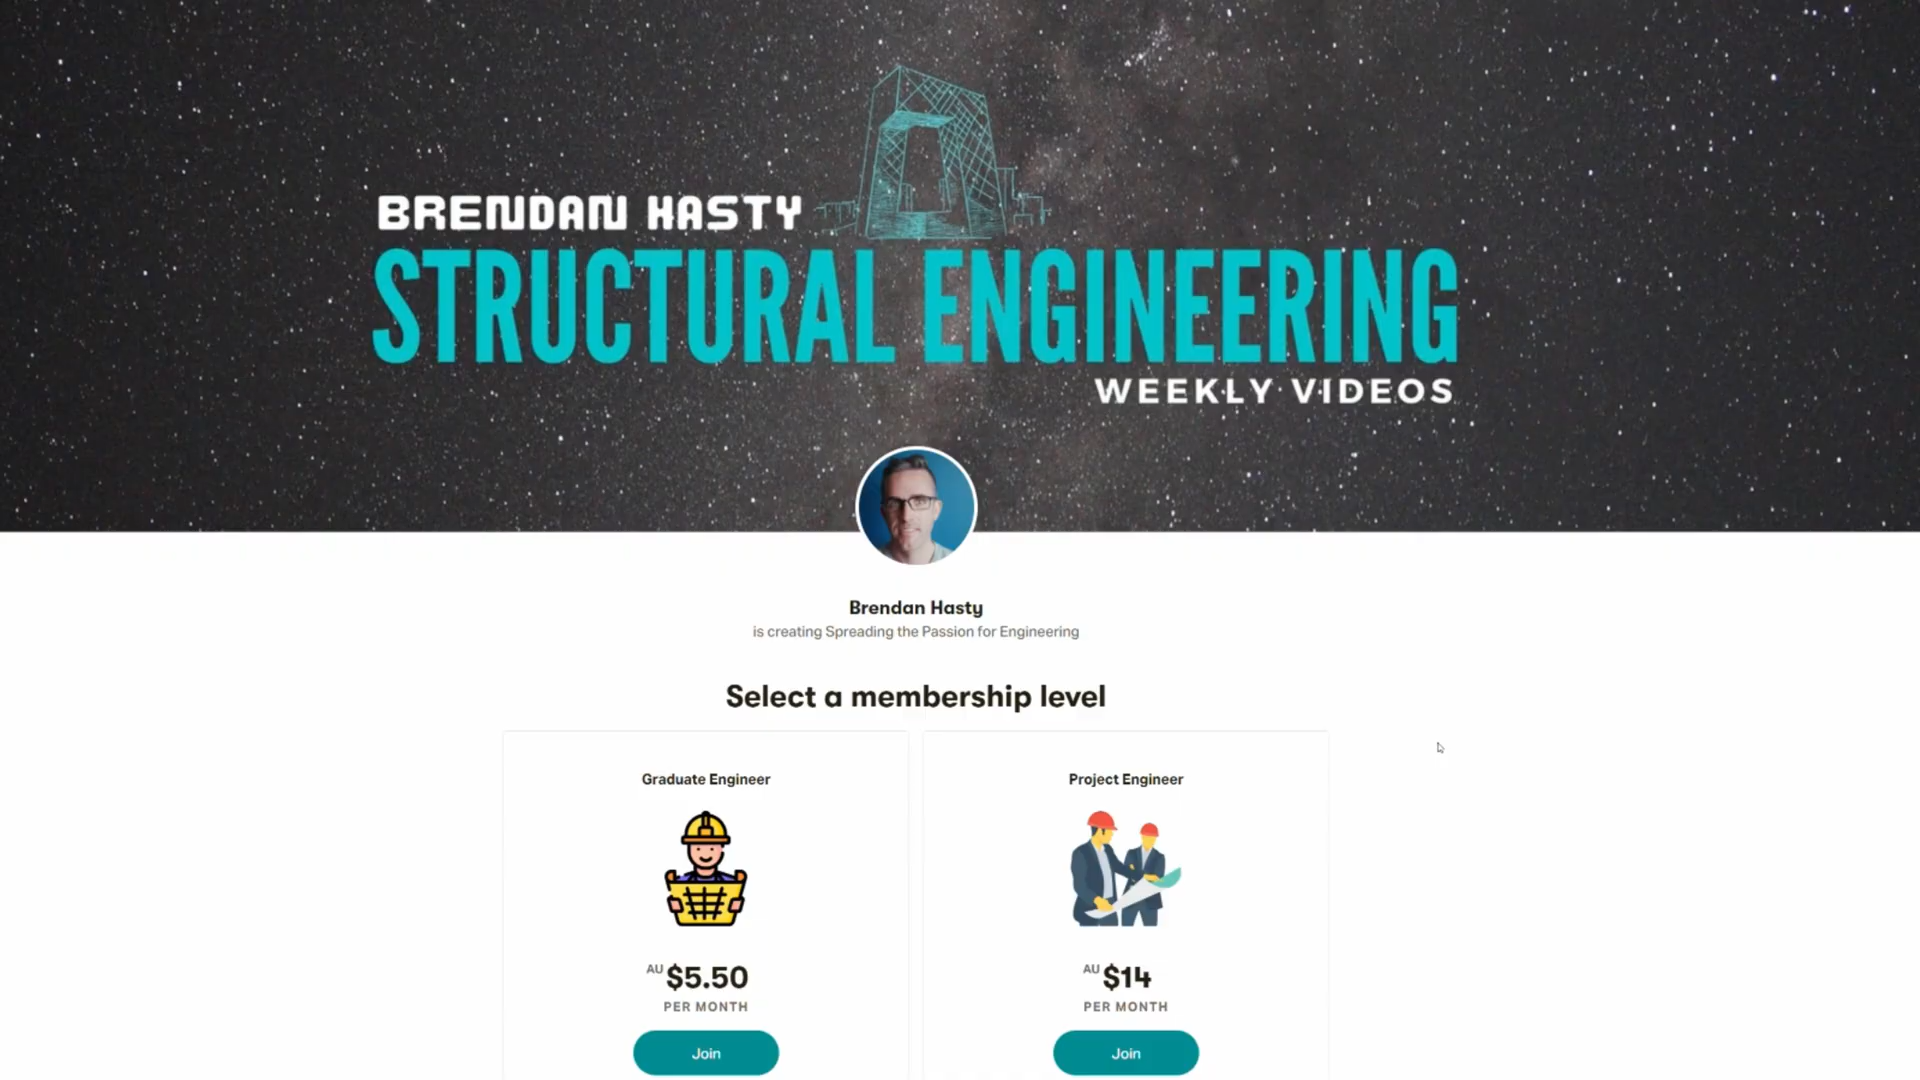 BRENDAN HASTY
STRUCTURAL ENGINEERING
WEEKLY VIDEOS
Brendan Hasty
is creating Spreading the Passion for Engineering
Select a membership level
Graduate Engineer
AU $5.50
PER MONTH
Join
Project Engineer
AU $14
PER MONTH
Join